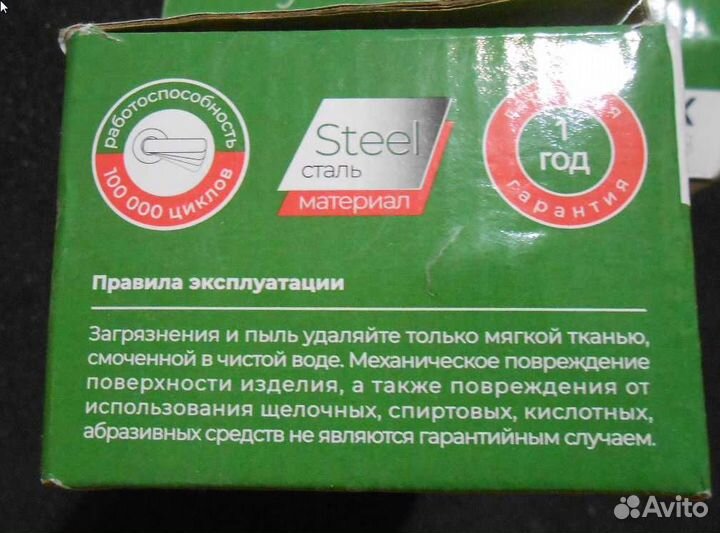 работоспособность
100 000 циклов
Steel
сталь
материал
гарантия
1
ГОД
гарантия
Правила эксплуатации
Загрязнения и пыль удаляйте только мягкой тканью,
смоченной в чистой воде. Механическое повреждение
поверхности изделия, а также повреждения от
использования щелочных, спиртовых, кислотных,
абразивных средств не являются гарантийным случаем.
Avito